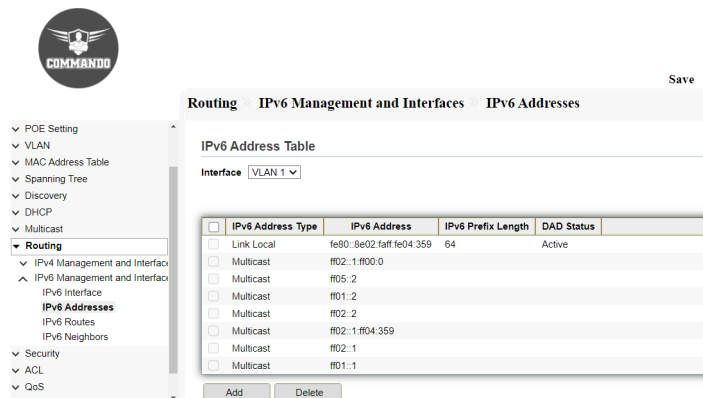 COMMANDO
Save
Routing IPv6 Management and Interfaces IPv6 Addresses
POE Setting
VLAN
MAC Address Table
Spanning Tree
Discovery
DHCP
Multicast
Routing
IPv4 Management and Interface
IPv6 Management and Interface
IPv6 Interface
IPv6 Addresses
IPv6 Routes
IPv6 Neighbors
Security
ACL
QoS
IPv6 Address Table
Interface VLAN 1
IPv6 Address Type IPv6 Address IPv6 Prefix Length DAD Status
Link Local fe80::8e02:faff:fe04:359 64 Active
Multicast ff02::1:ff00:0
Multicast ff05::2
Multicast ff01::2
Multicast ff02::2
Multicast ff02::1:ff04:359
Multicast ff02::1
Multicast ff01::1
Add Delete